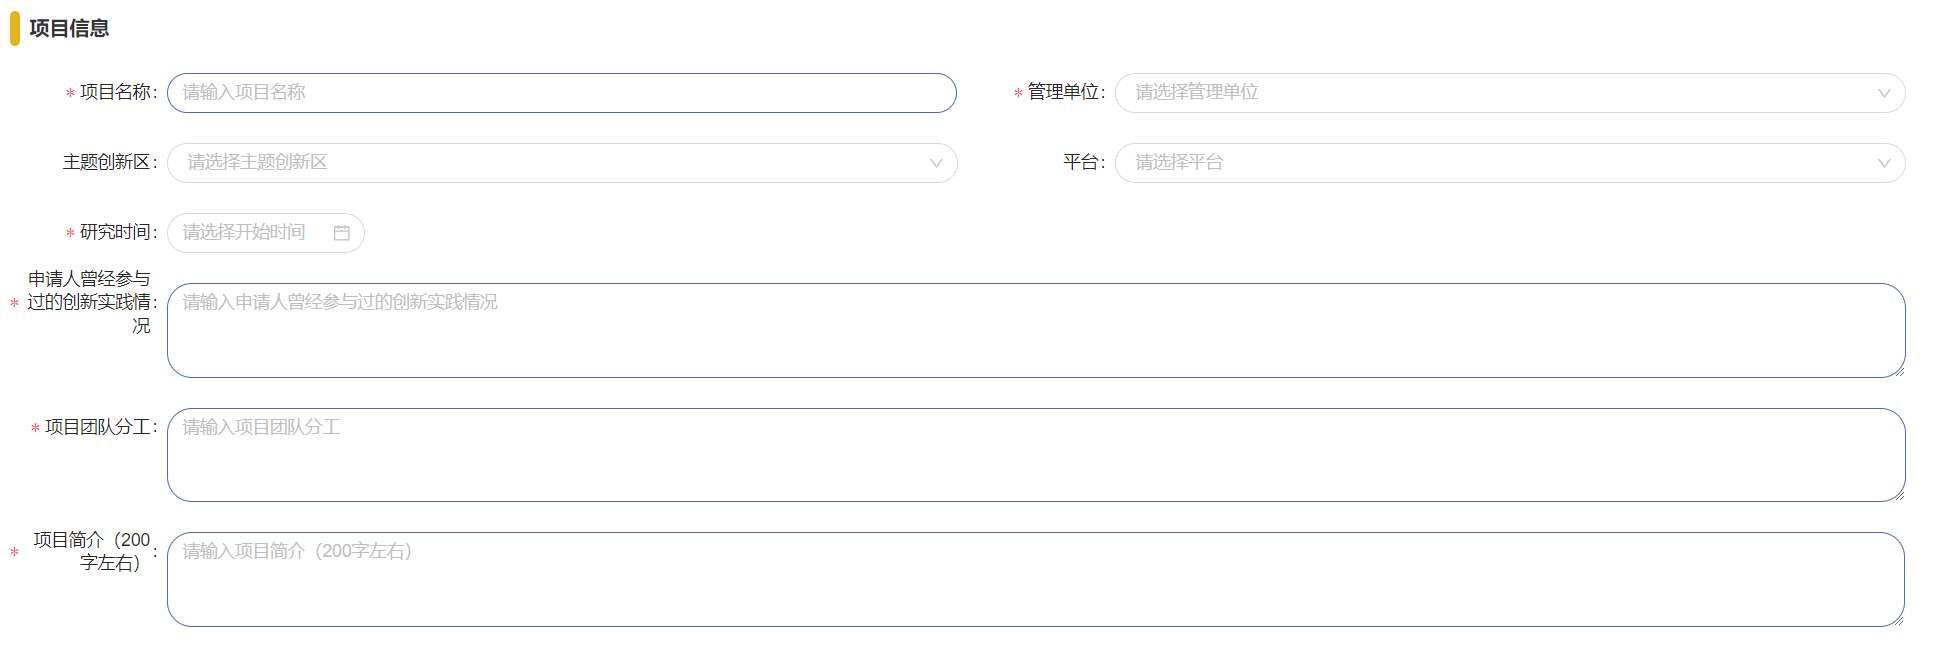 项目信息
* 项目名称： 请输入项目名称
* 管理单位： 请选择管理单位
主题创新区： 请选择主题创新区
平台： 请选择平台
* 研究时间： 请选择开始时间
申请人曾经参与
* 过的创新实践情： 请输入申请人曾经参与过的创新实践情况
况
* 项目团队分工： 请输入项目团队分工
* 项目简介（200： 请输入项目简介（200字左右）
字左右）